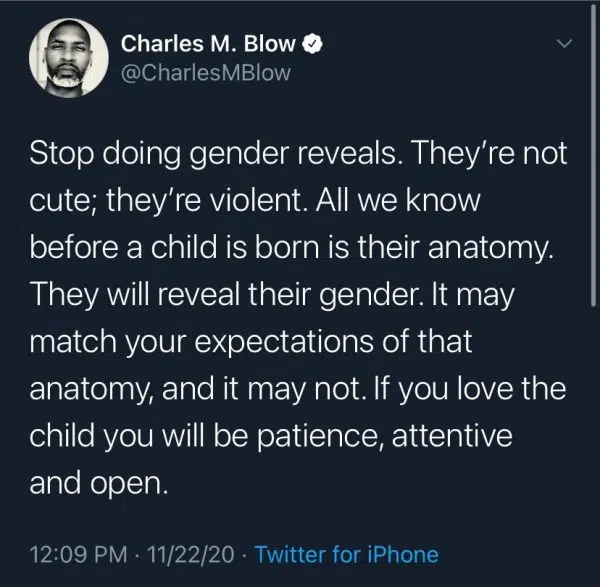 Charles M. Blow
@CharlesMBlow
Stop doing gender reveals. They’re not
cute; they’re violent. All we know
before a child is born is their anatomy.
They will reveal their gender. It may
match your expectations of that
anatomy, and it may not. If you love the
child you will be patience, attentive
and open.
12:09 PM · 11/22/20 · Twitter for iPhone